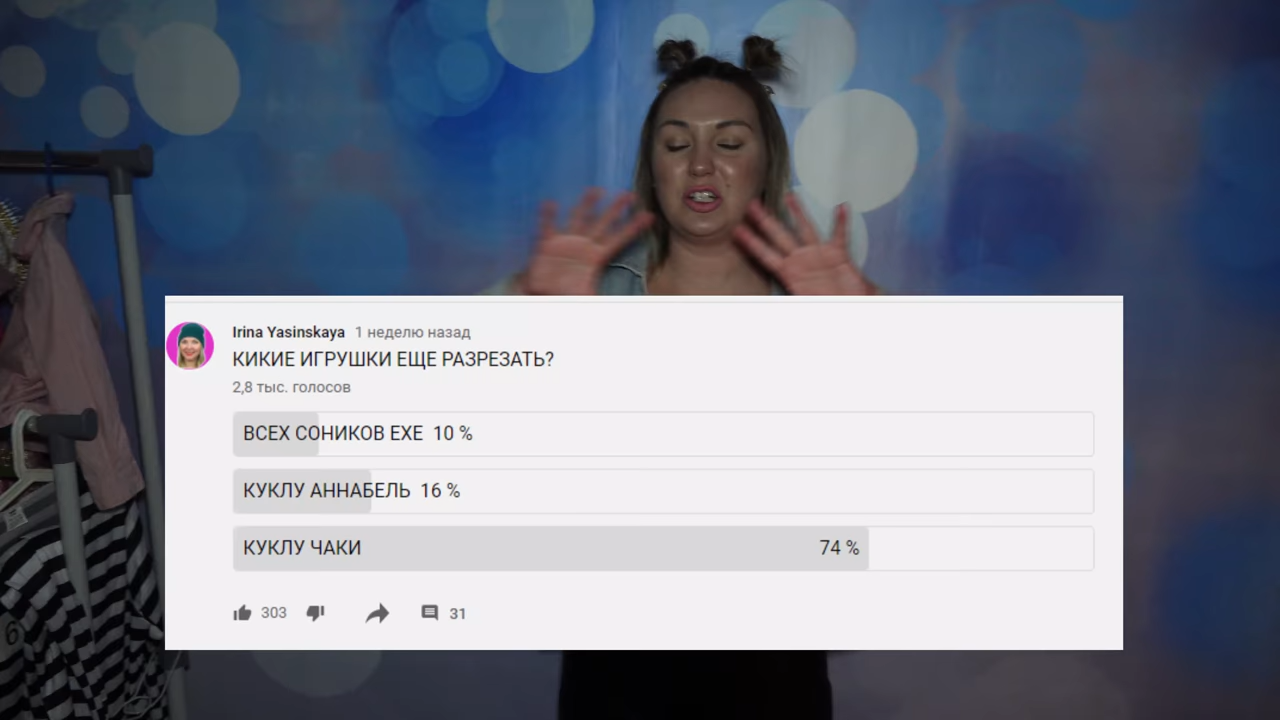 Irina Yasinskaya 1 неделю назад
КИКИЕ ИГРУШКИ ЕЩЕ РАЗРЕЗАТЬ?
2,8 тыс. голосов
ВСЕХ СОНИКОВ EXE 10 %
КУКЛУ АННАБЕЛЬ 16 %
КУКЛУ ЧАКИ 74 %
303 31
6